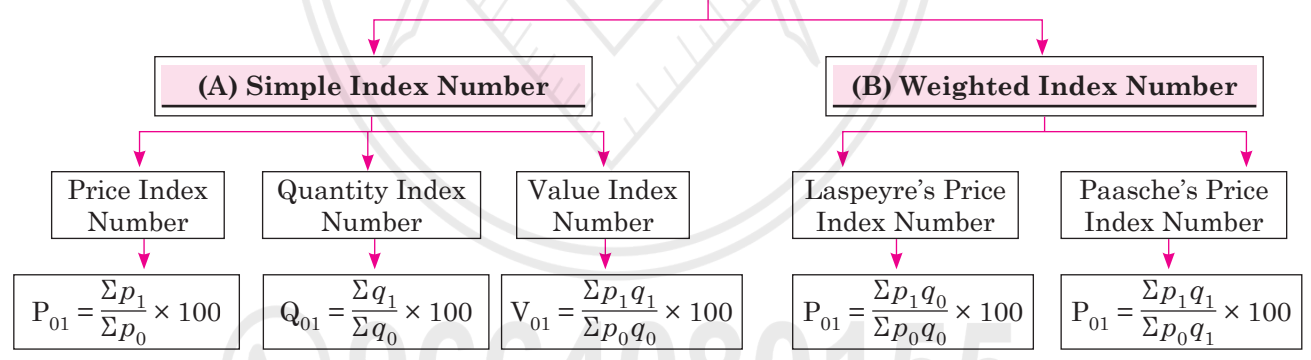 (A) Simple Index Number
(B) Weighted Index Number
Price Index
Number
Quantity Index
Number
Value Index
Number
Laspeyre's Price
Index Number
Paasche's Price
Index Number
P₀₁ = Σp₁/Σp₀ × 100
Q₀₁ = Σq₁/Σq₀ × 100
V₀₁ = Σp₁q₁/Σp₀q₀ × 100
P₀₁ = Σp₁q₀/Σp₀q₀ × 100
P₀₁ = Σp₁q₁/Σp₀q₁ × 100